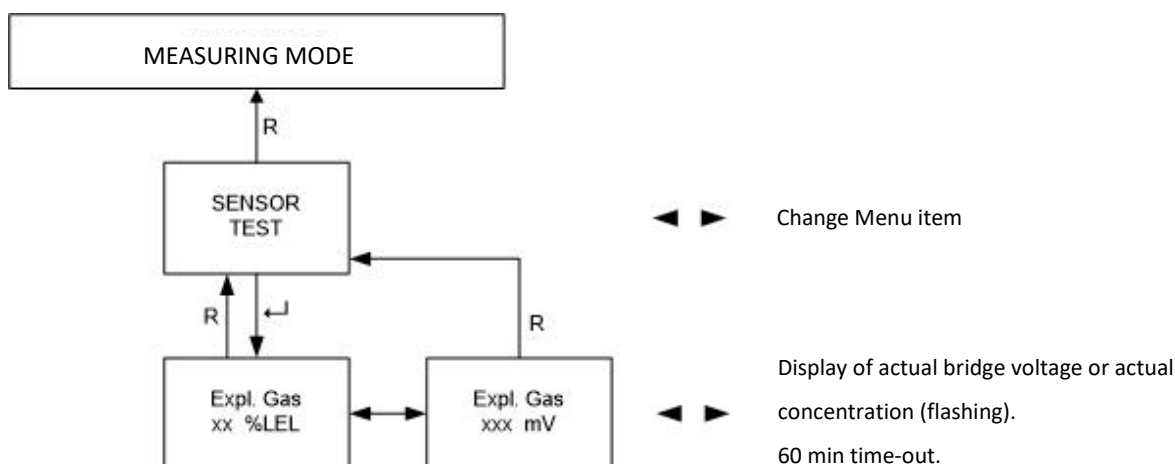 MEASURING MODE
R
SENSOR
TEST
◄ ► Change Menu item
R ↵
R
Expl. Gas
xx %LEL
Expl. Gas
xxx mV
◄ ► Display of actual bridge voltage or actual
concentration (flashing).
60 min time-out.